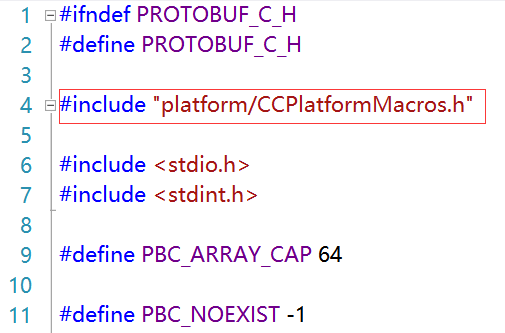 1 #ifndef PROTOBUF_C_H
2 #define PROTOBUF_C_H
3
4 #include "platform/CCPlatformMacros.h"
5
6 #include <stdio.h>
7 #include <stdint.h>
8
9 #define PBC_ARRAY_CAP 64
10
11 #define PBC_NOEXIST -1